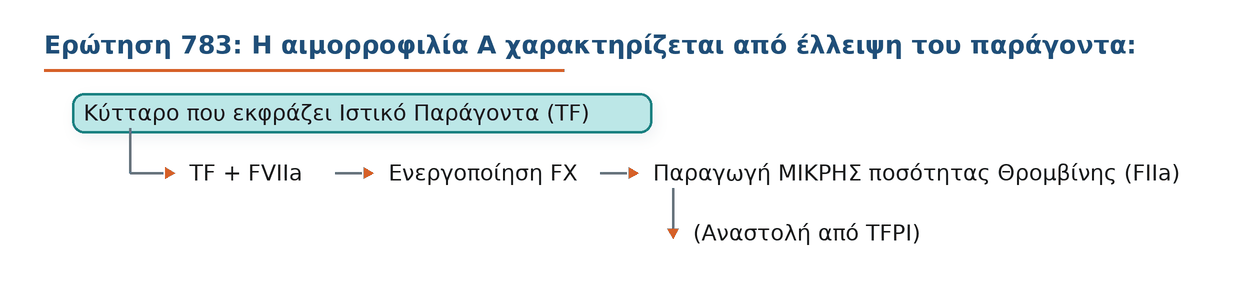 Ερώτηση 783: Η αιμορροφιλία Α χαρακτηρίζεται από έλλειψη του παράγοντα:
Κύτταρο που εκφράζει Ιστικό Παράγοντα (TF)
TF + FVIIa Ενεργοποίηση FX Παραγωγή ΜΙΚΡΗΣ ποσότητας Θρομβίνης (FIIa)
(Αναστολή από TFPI)